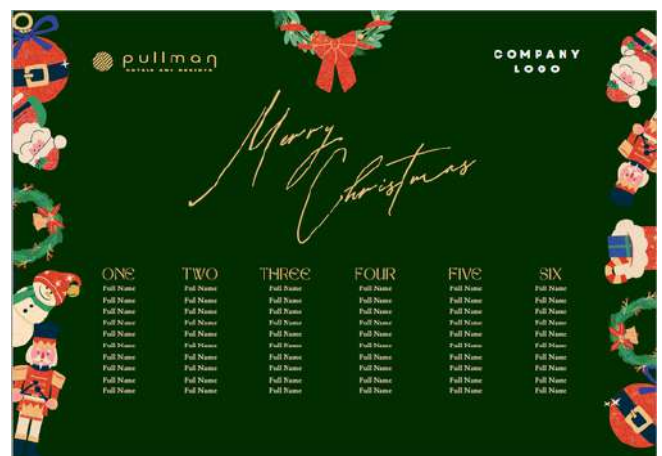 pullman
HOTELS AND RESORTS
COMPANY
LOGO
Merry
Christmas
ONE TWO THREE FOUR FIVE SIX
Full Name Full Name Full Name Full Name Full Name Full Name
Full Name Full Name Full Name Full Name Full Name Full Name
Full Name Full Name Full Name Full Name Full Name Full Name
Full Name Full Name Full Name Full Name Full Name Full Name
Full Name Full Name Full Name Full Name Full Name Full Name
Full Name Full Name Full Name Full Name Full Name Full Name
Full Name Full Name Full Name Full Name Full Name Full Name
Full Name Full Name Full Name Full Name Full Name Full Name
Full Name Full Name Full Name Full Name Full Name Full Name
Full Name Full Name Full Name Full Name Full Name Full Name